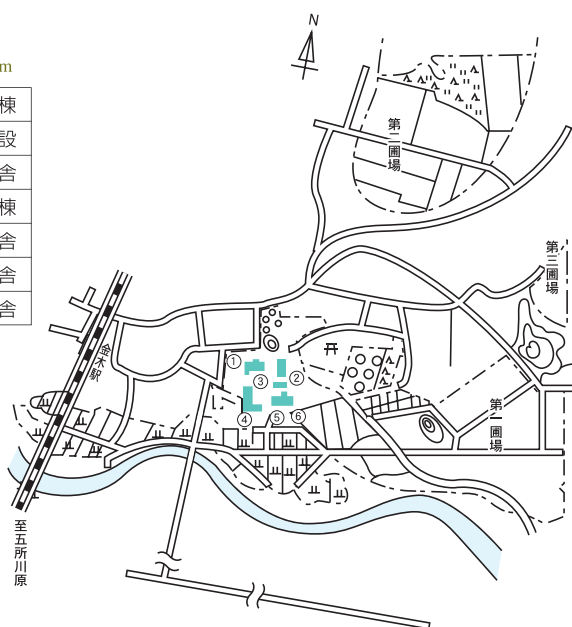 m
棟
設
舎
棟
舎
舎
舎
N
第二圃場
第三圃場
金木駅
①
②
③
④
⑤
⑥
第一圃場
至五所川原